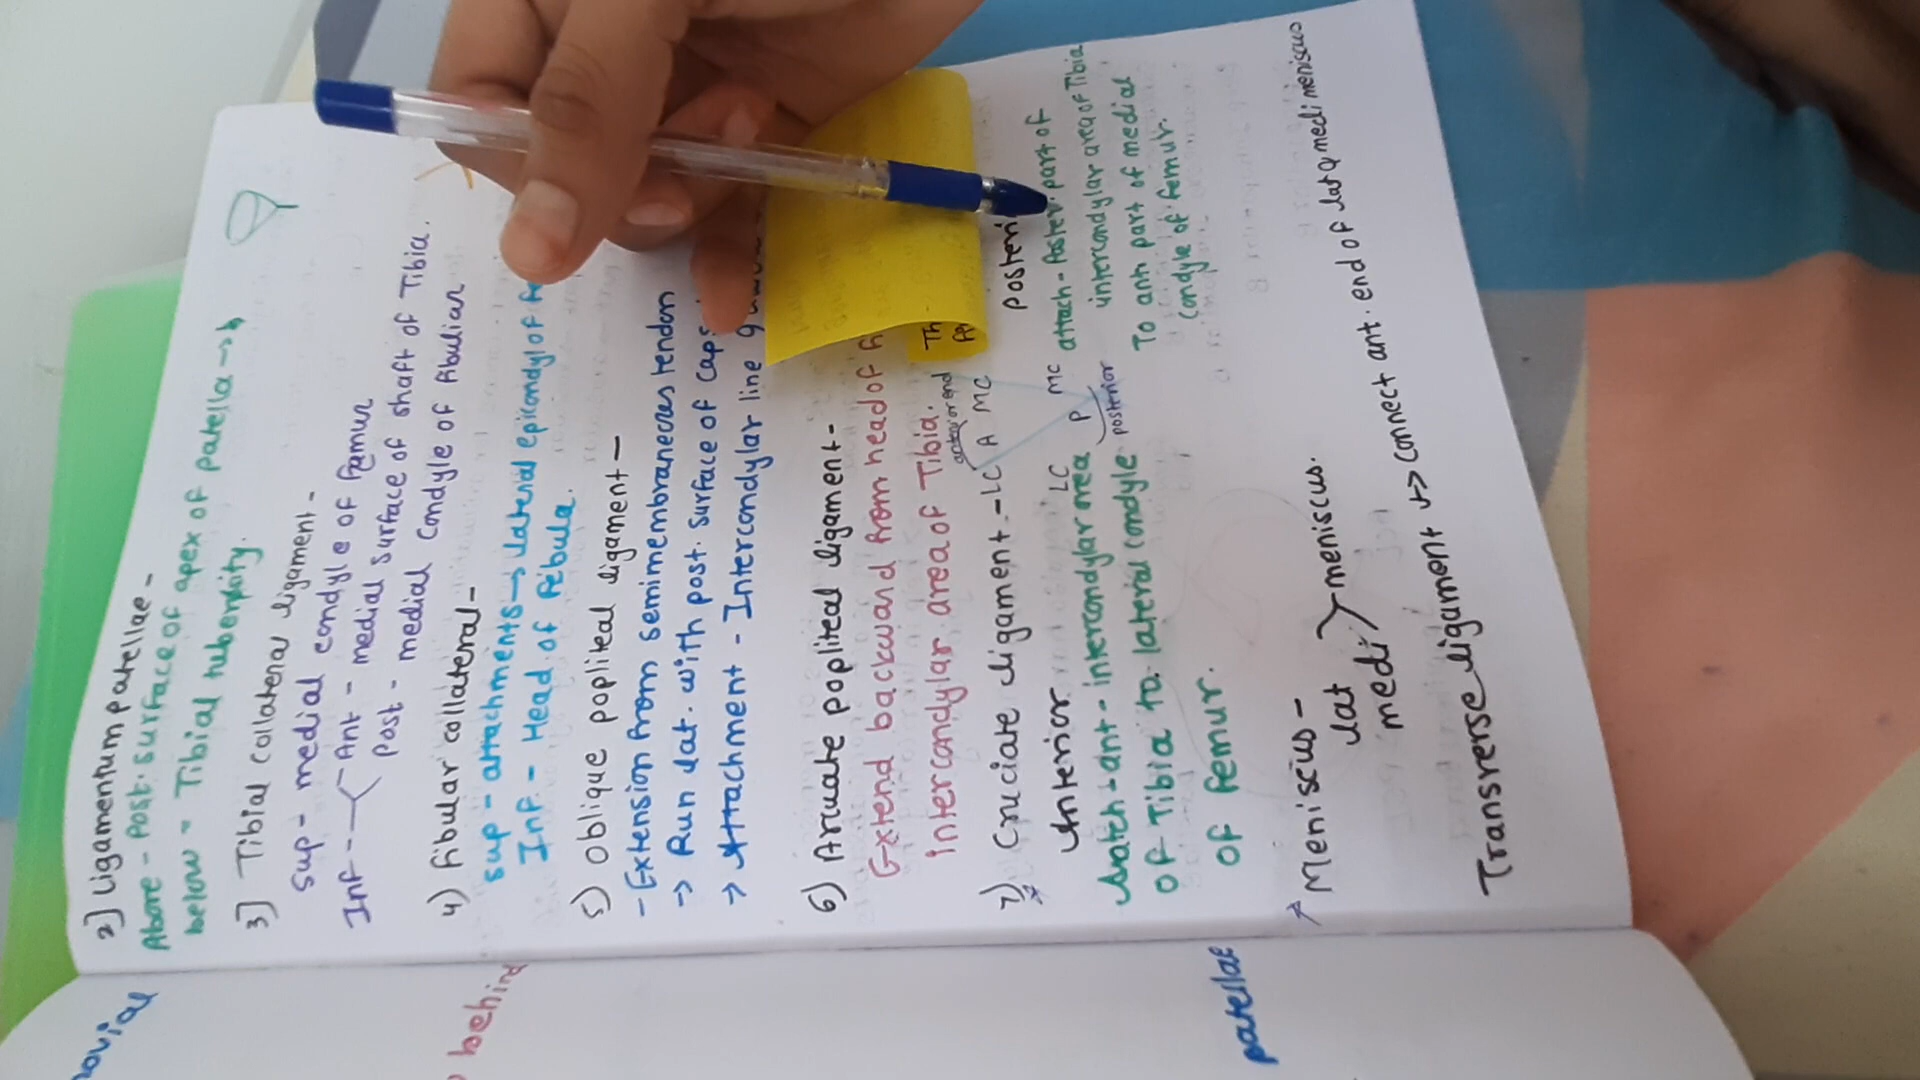 2] Ligamentum patellae -
Above - Post. surface of apex of patella →
below - Tibial tuberosity.
3] Tibial collateral ligament -
Sup - medial condyle of Femur
Inf - Ant - medial surface of shaft of Tibia.
Post - medial condyle of Fibuliar
4) Fibular collateral -
Sup - attachments → lateral epicondyl of
Inf - Head of Fibula.
5) Oblique popliteal ligament -
- Extension from semimembraneces tendon
→ Run lat. with post. surface of cap
→ Attachment - Intercondylar line
6) Arcuate popliteal ligament -
Extend backward from head of
intercondylar area of Tibia.
anterior end
7) Cruciate ligament - LC A MC
LC P MC
posterior
Anterior
Attach - ant - intercondylar area
of Tibia to lateral condyle
of femur.
attach - Poster. part of
intercondylar area of Tibia
To anti part of medial
condyle of femur.
Meniscus -
lat
medi
meniscus.
Transverse ligament ↳ connect ant. end of lat & medi meniscus
novial
behind
patellae